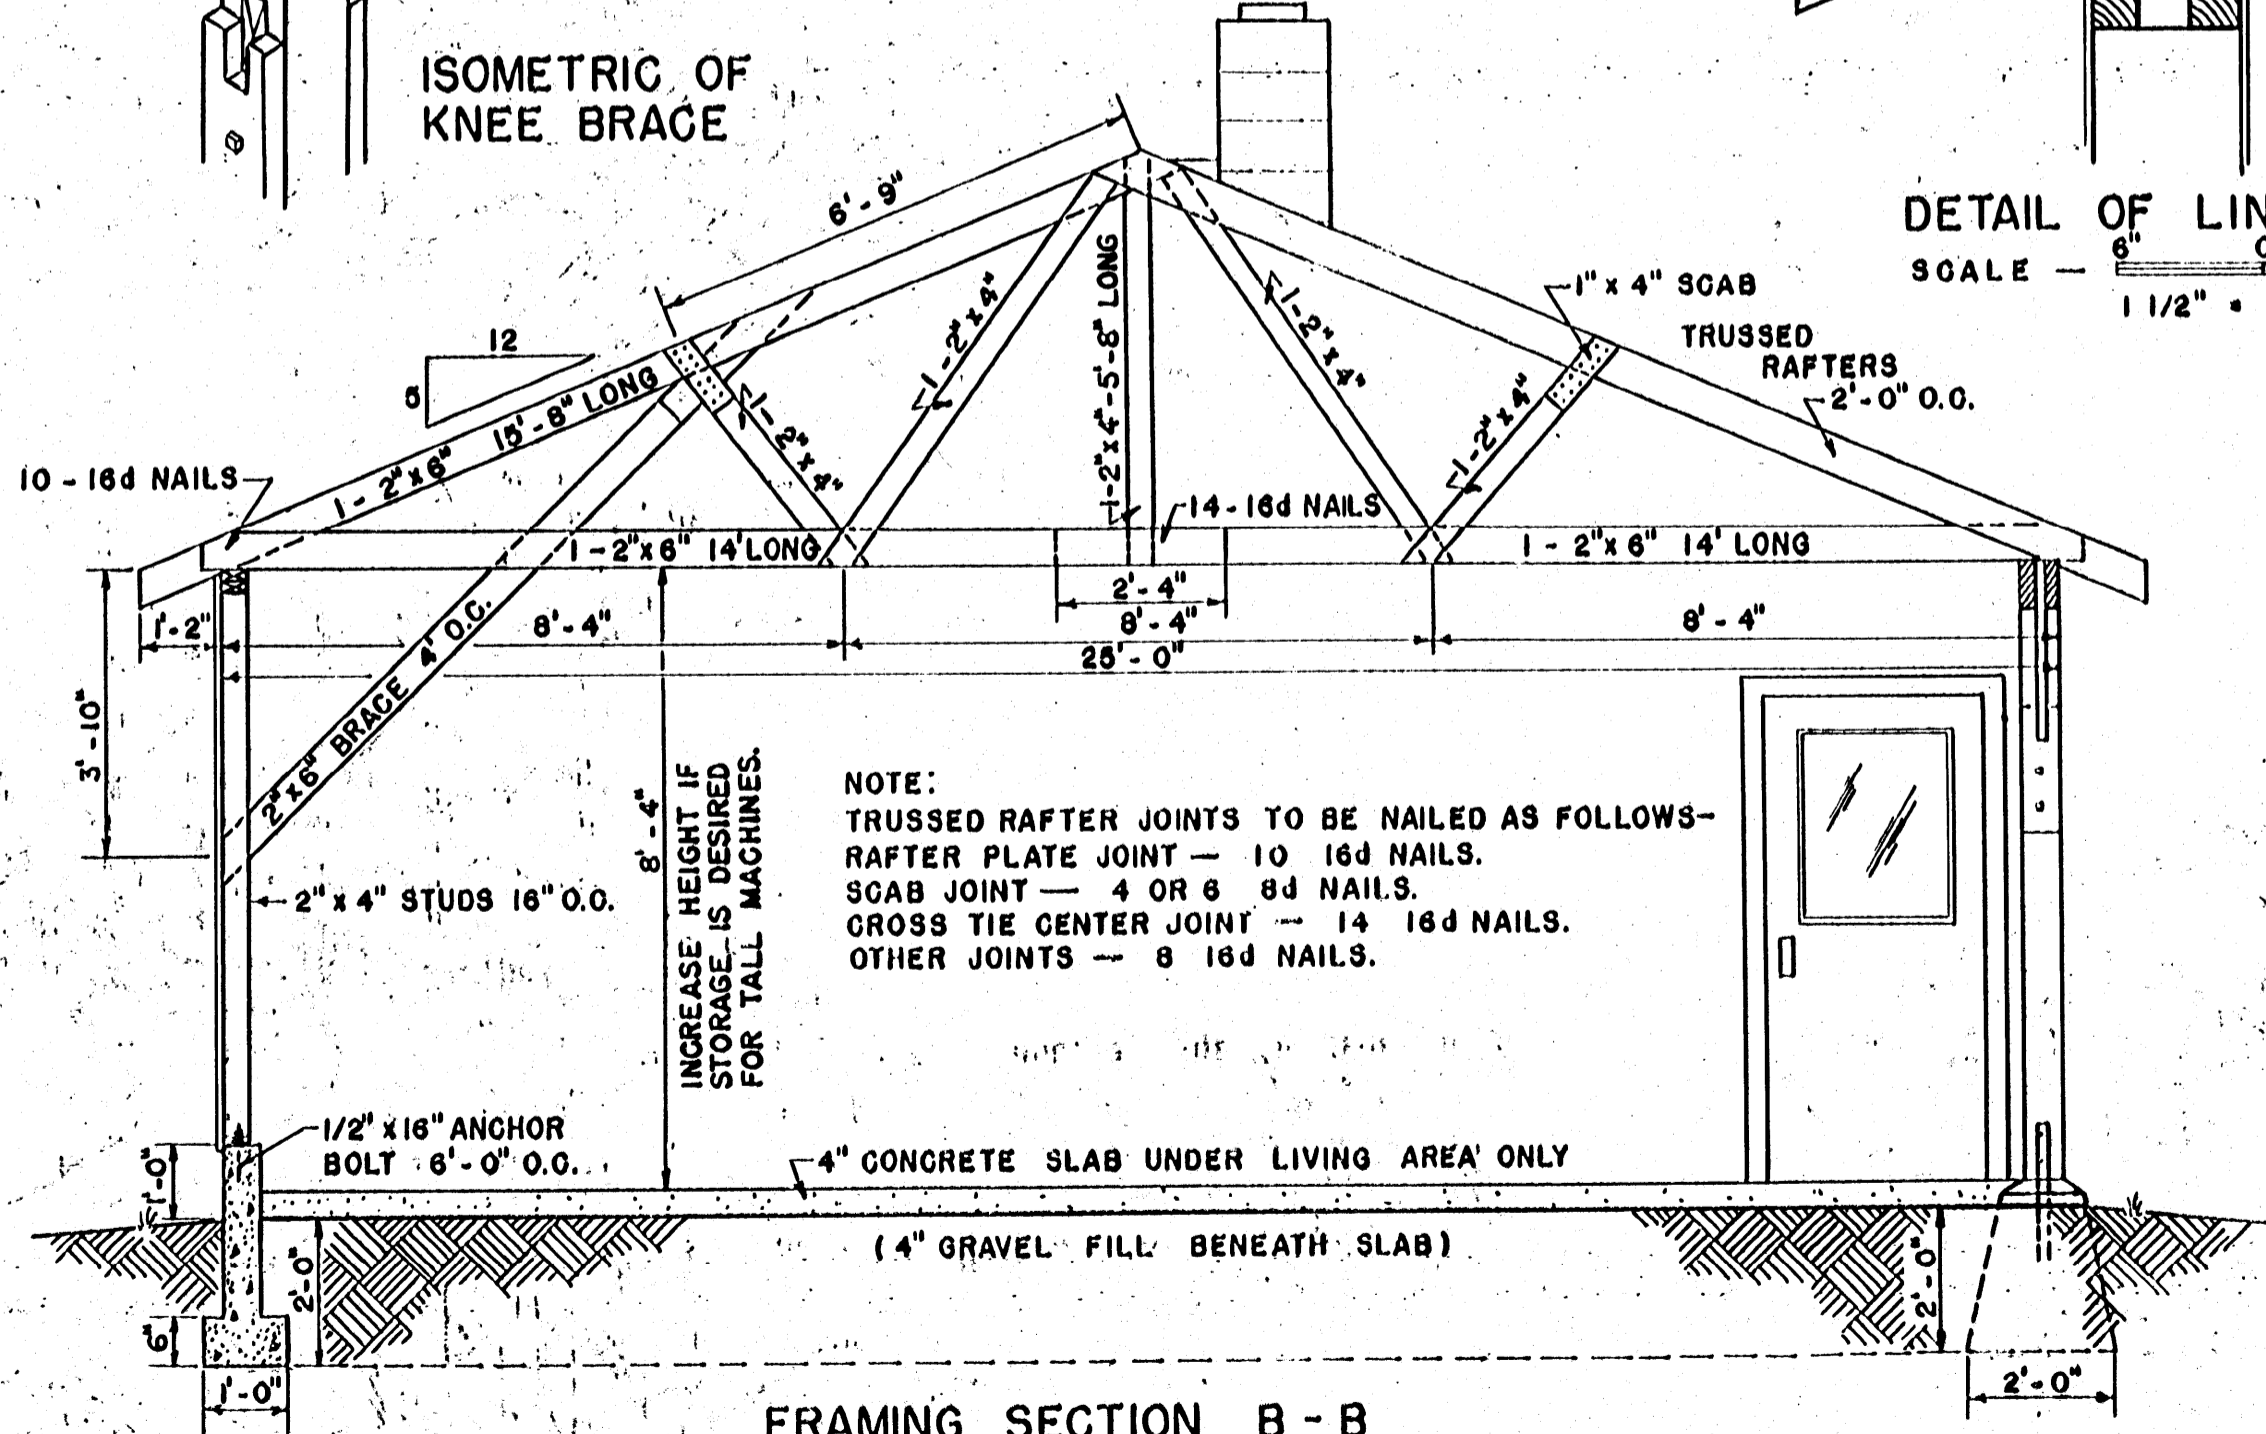 ISOMETRIC OF
KNEE BRACE
6'-9"
DETAIL OF LIN
SCALE —
6"
1 1/2"
12
5
1-2"x6" 15'-8" LONG
10-16d NAILS
1-2"x4"
1-2"x4"
1-2"x4"-5'-8" LONG
1-2"x4"
1-2"x4"
1"x4" SCAB
TRUSSED
RAFTERS
2'-0" O.C.
14-16d NAILS
1-2"x6" 14' LONG
1-2"x6" 14' LONG
2'-4"
1'-2"
8'-4"
8'-4"
8'-4"
25'-0"
3'-10"
2"x6" BRACE 4' O.C.
8'-4"
INCREASE HEIGHT IF
STORAGE IS DESIRED
FOR TALL MACHINES.
NOTE:
TRUSSED RAFTER JOINTS TO BE NAILED AS FOLLOWS-
RAFTER PLATE JOINT — 10 16d NAILS.
SCAB JOINT — 4 OR 6 8d NAILS.
CROSS TIE CENTER JOINT — 14 16d NAILS.
OTHER JOINTS — 8 16d NAILS.
2"x4" STUDS 16" O.C.
1/2"x16" ANCHOR
BOLT 6'-0" O.C.
4" CONCRETE SLAB UNDER LIVING AREA ONLY
(4" GRAVEL FILL BENEATH SLAB)
1'-0"
2'-0"
6"
1'-0"
2'-0"
2'-0"
FRAMING SECTION B-B